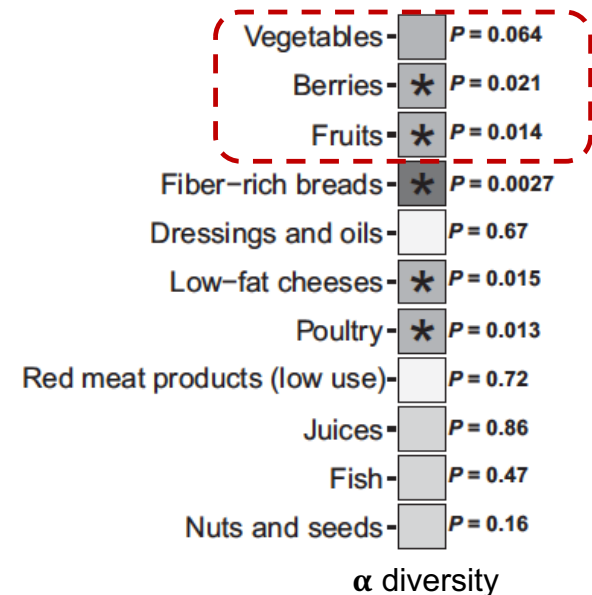 Vegetables P = 0.064
Berries * P = 0.021
Fruits * P = 0.014
Fiber−rich breads * P = 0.0027
Dressings and oils P = 0.67
Low−fat cheeses * P = 0.015
Poultry * P = 0.013
Red meat products (low use) P = 0.72
Juices P = 0.86
Fish P = 0.47
Nuts and seeds P = 0.16
α diversity